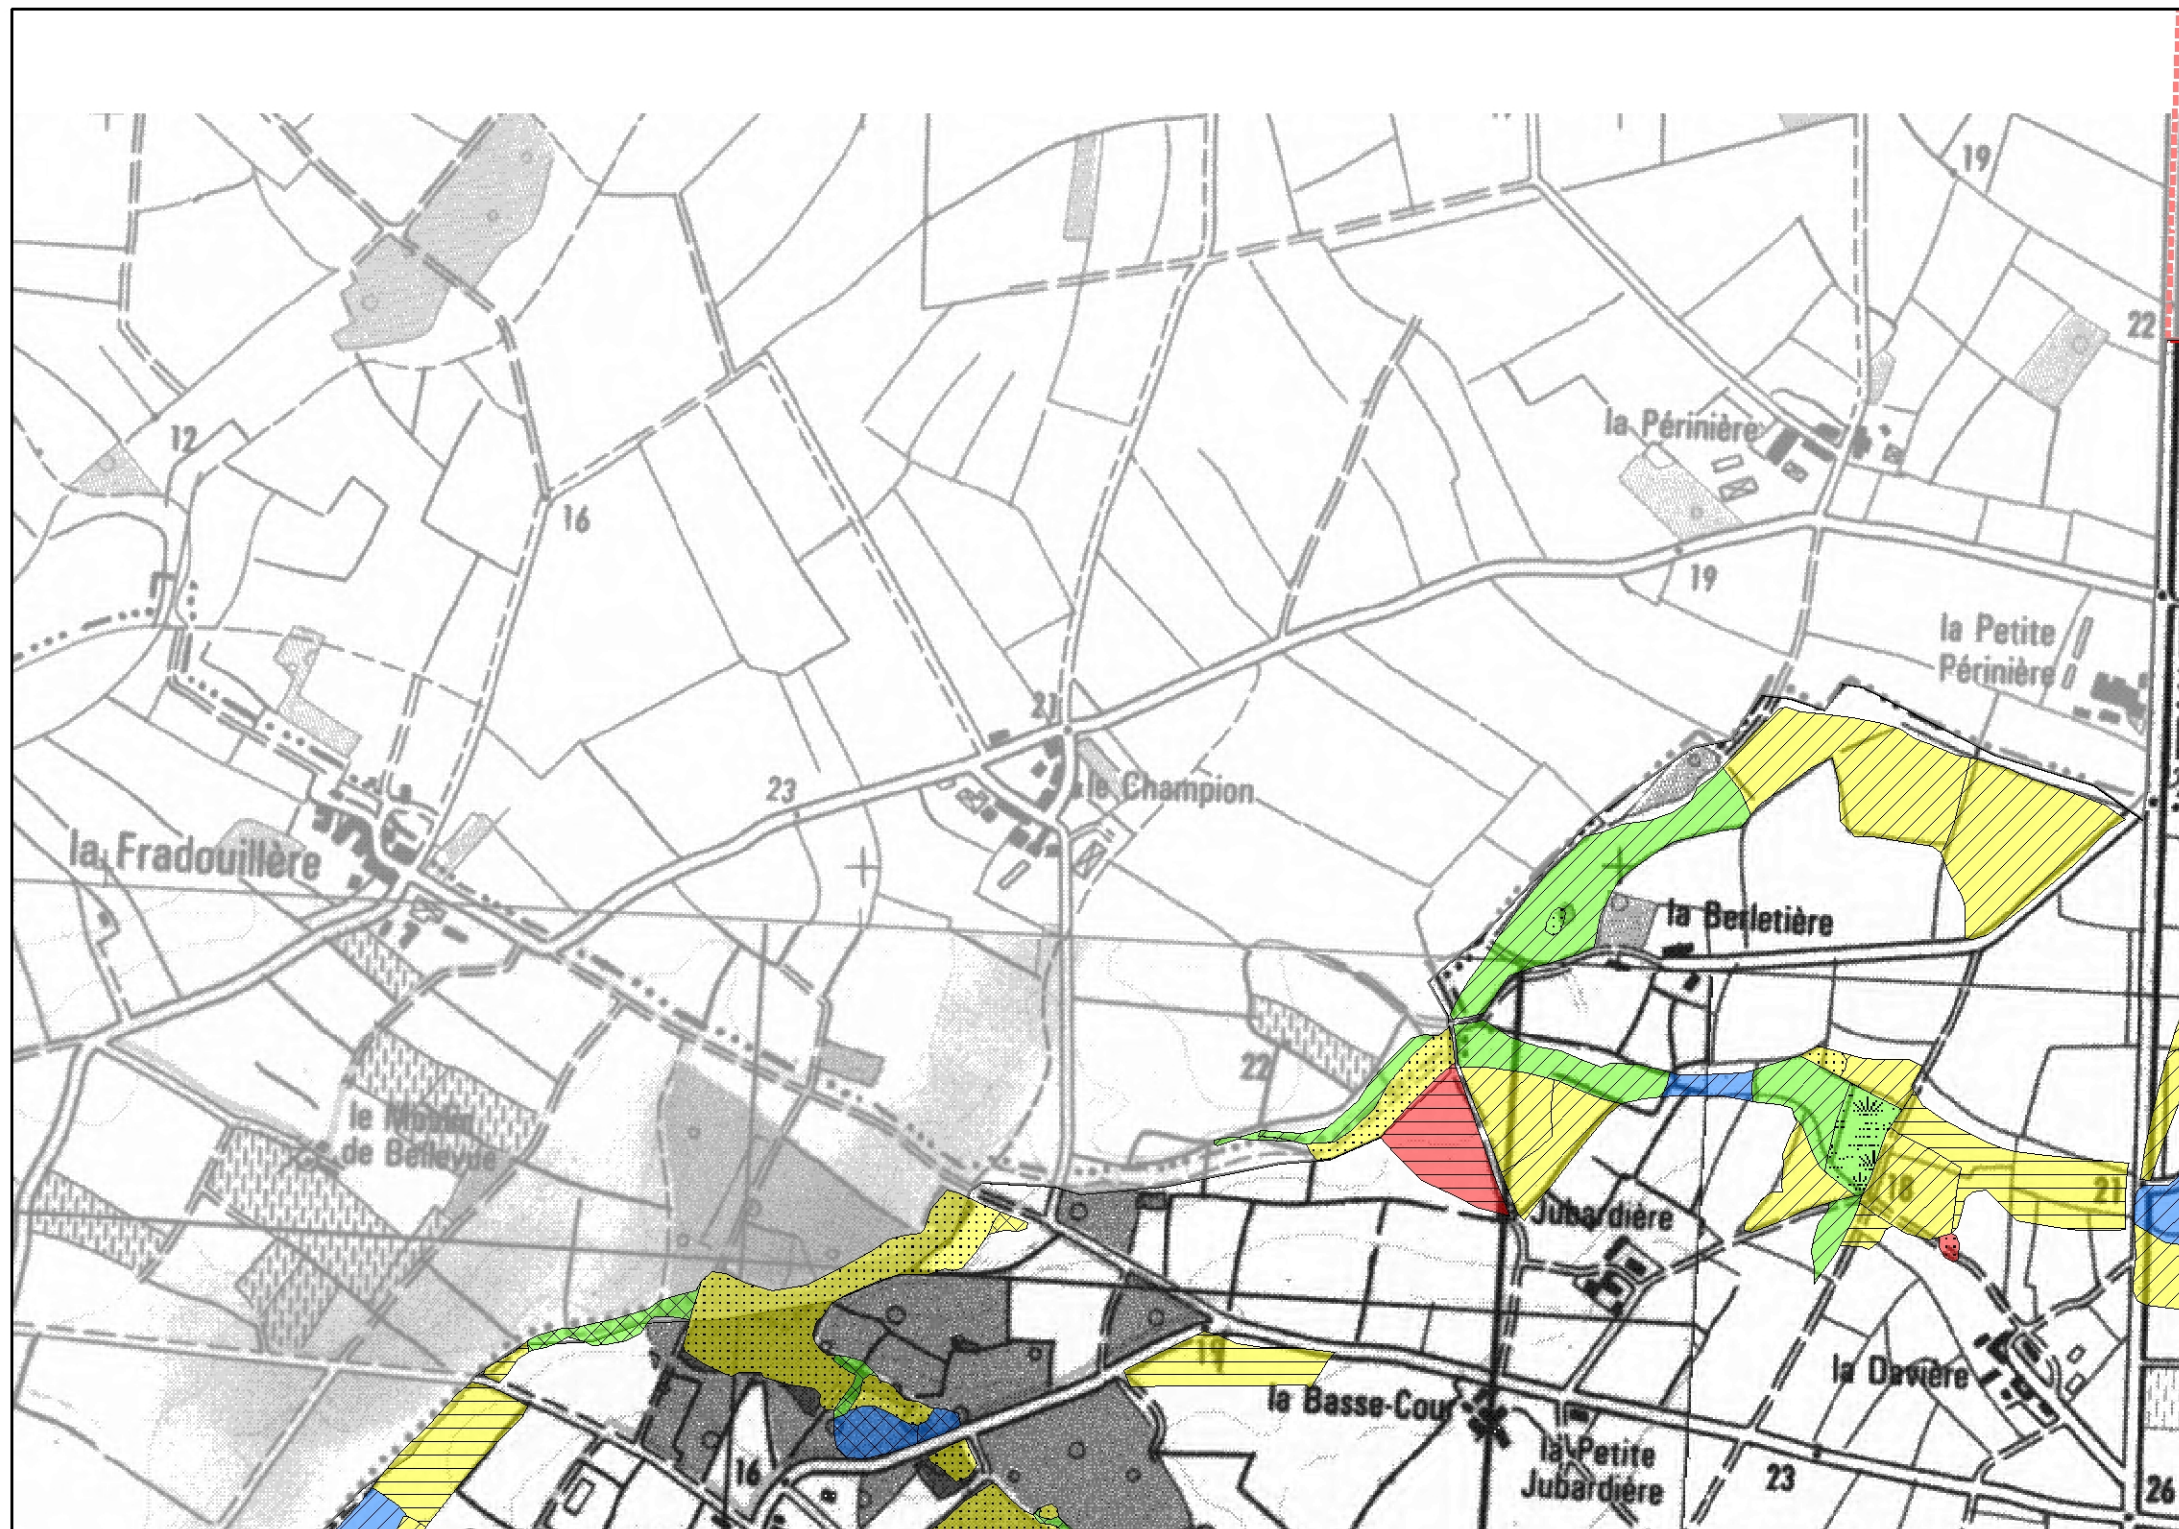 19
22
la Périnière
12
16
19
la Petite
Périnière
21
23
le Champion
la Fradouillère
la Berletière
22
le Moulin
de Bellevue
18
21
Jubardière
19
la Davière
la Basse-Cour
la Petite
Jubardière
16
8
23
26